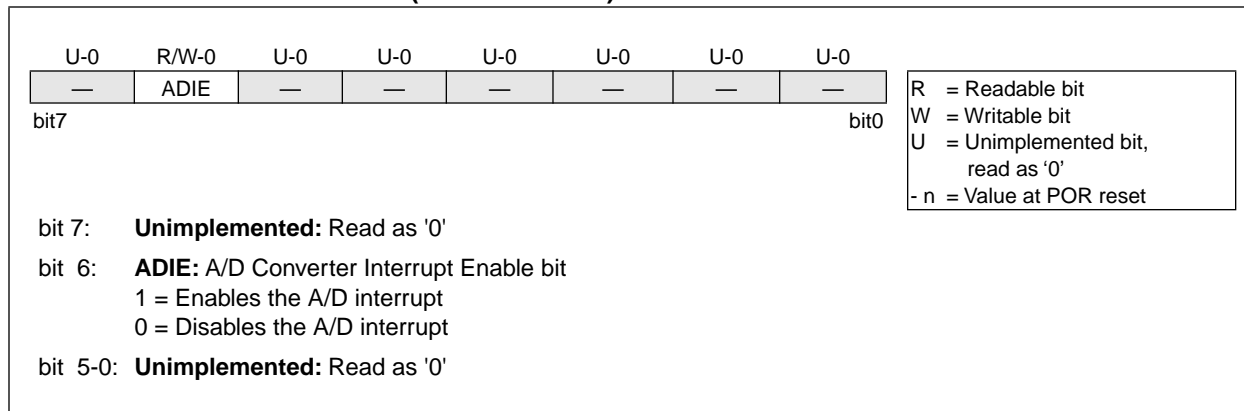 U-0 R/W-0 U-0 U-0 U-0 U-0 U-0 U-0
— ADIE — — — — — —
bit7 bit0
R = Readable bit
W = Writable bit
U = Unimplemented bit,
read as ‘0’
- n = Value at POR reset
bit 7: Unimplemented: Read as '0'
bit 6: ADIE: A/D Converter Interrupt Enable bit
1 = Enables the A/D interrupt
0 = Disables the A/D interrupt
bit 5-0: Unimplemented: Read as '0'